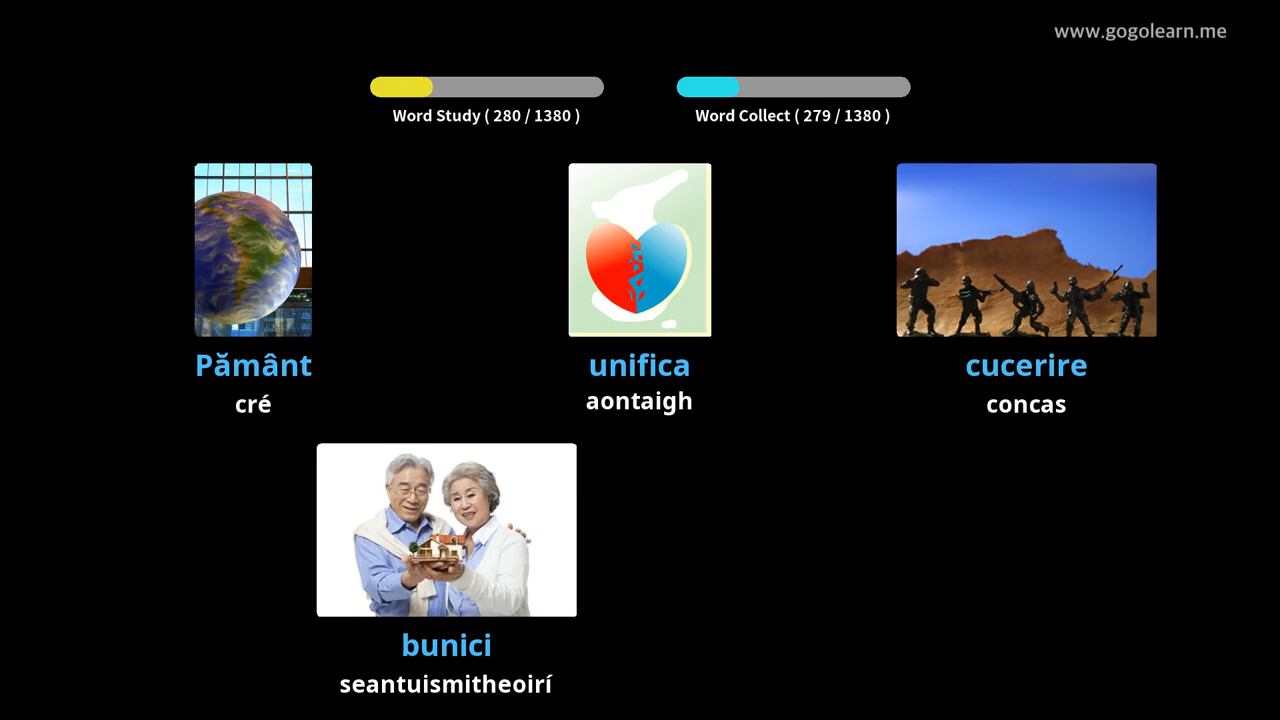 www.gogolearn.me
Word Study ( 280 / 1380 )
Word Collect ( 279 / 1380 )
Pământ
unifica
cucerire
cré
aontaigh
concas
bunici
seantuismitheoirí